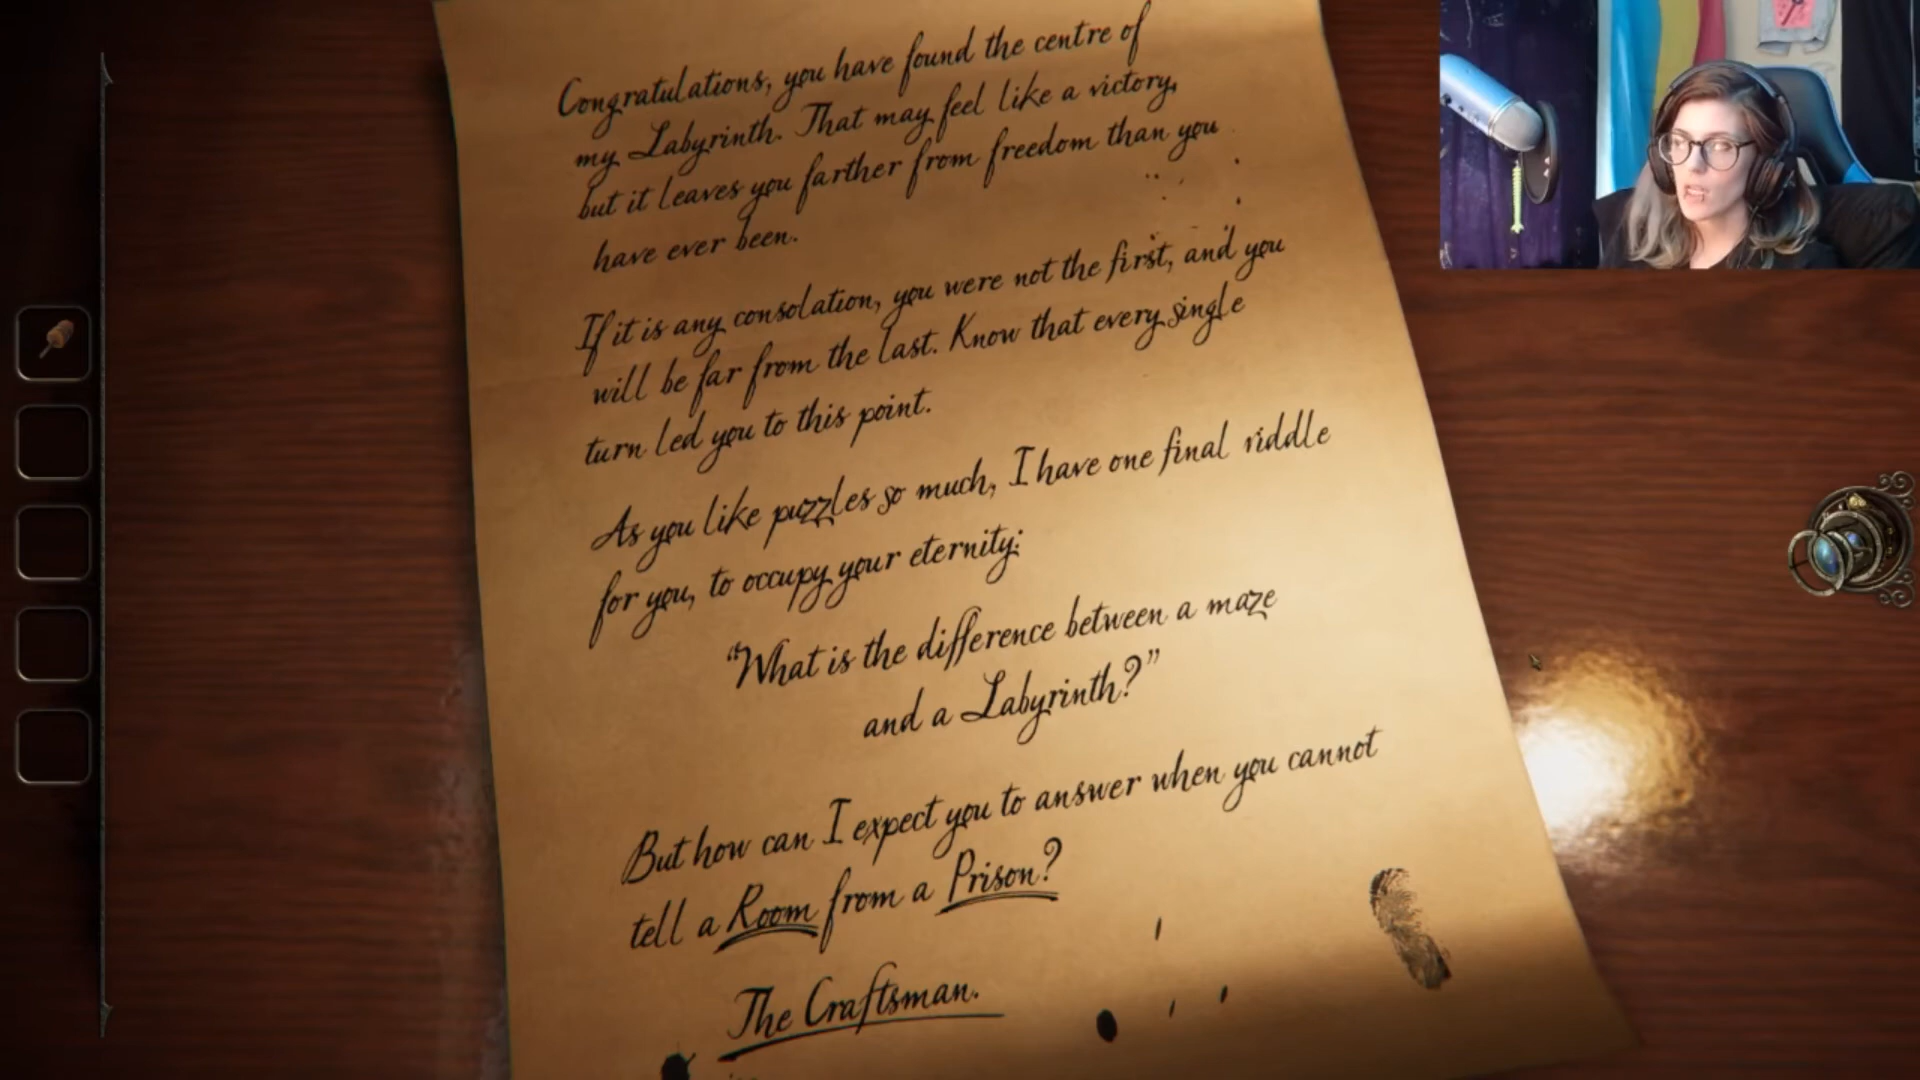 Congratulations, you have found the centre of
my Labyrinth. That may feel like a victory,
but it leaves you farther from freedom than you
have ever been.
If it is any consolation, you were not the first, and you
will be far from the last. Know that every single
turn led you to this point.
As you like puzzles so much, I have one final riddle
for you, to occupy your eternity:
“What is the difference between a maze
and a Labyrinth?”
But how can I expect you to answer when you cannot
tell a Room from a Prison?
The Craftsman.